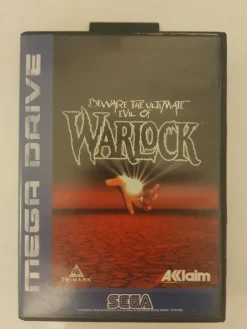 MEGA DRIVE
BEWARE THE ULTIMATE
EVIL OF
WARLOCK
TRIMARK
AKKlaim
SEGA